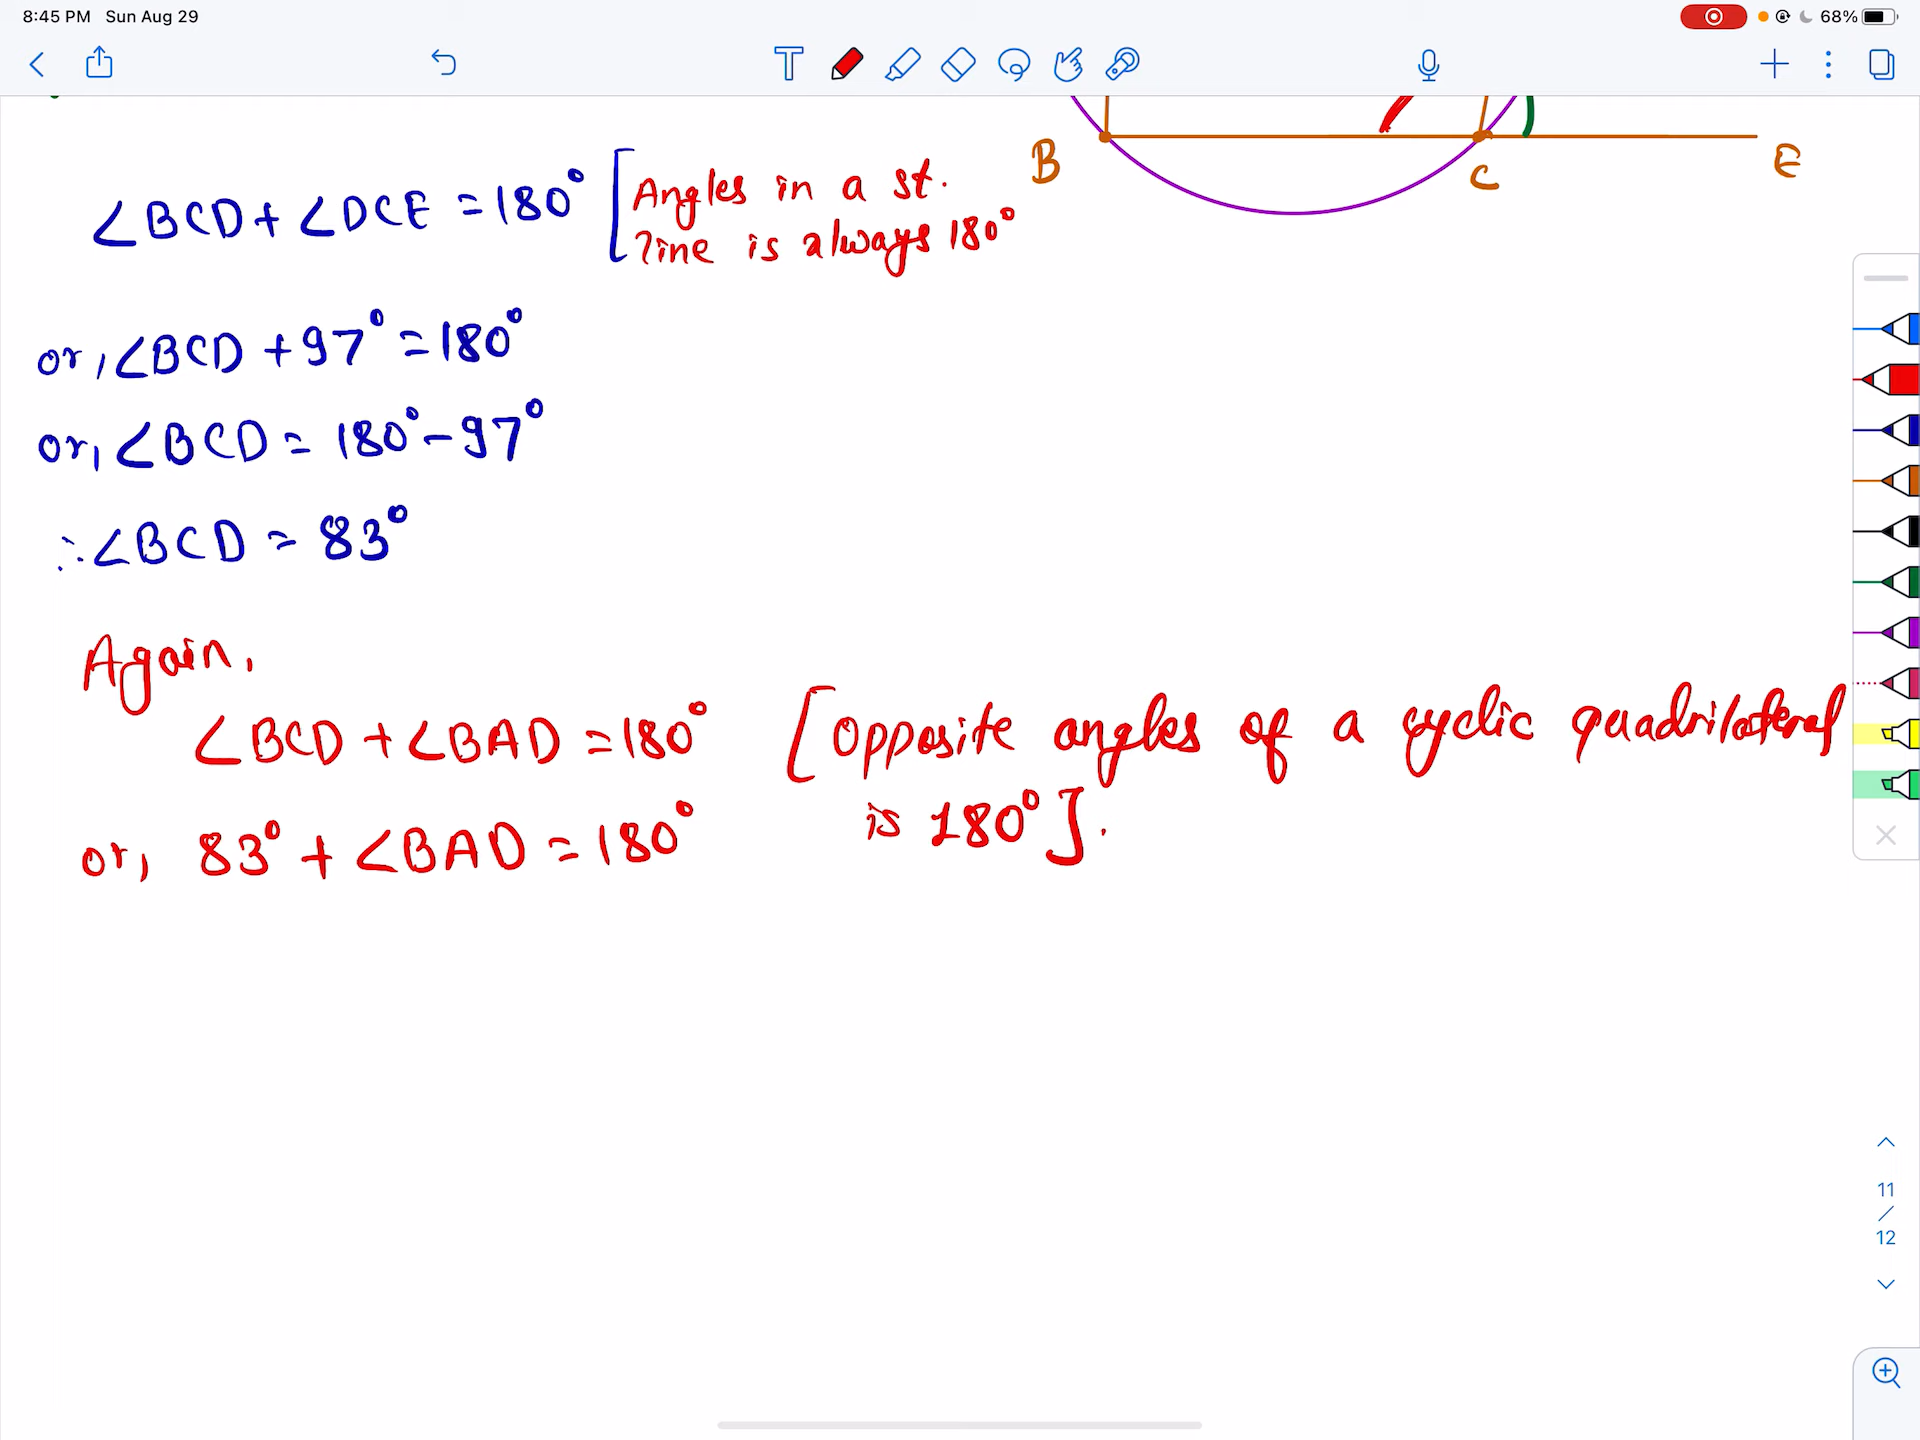 8:45 PM Sun Aug 29
68%
T
B
C
E
∠BCD + ∠DCE = 180° [Angles in a st.
line is always 180°
or, ∠BCD + 97° = 180°
or, ∠BCD = 180° - 97°
∴ ∠BCD = 83°
Again,
∠BCD + ∠BAD = 180° [Opposite angles of a cyclic quadrilateral
is 180°].
or, 83° + ∠BAD = 180°
11
/
12